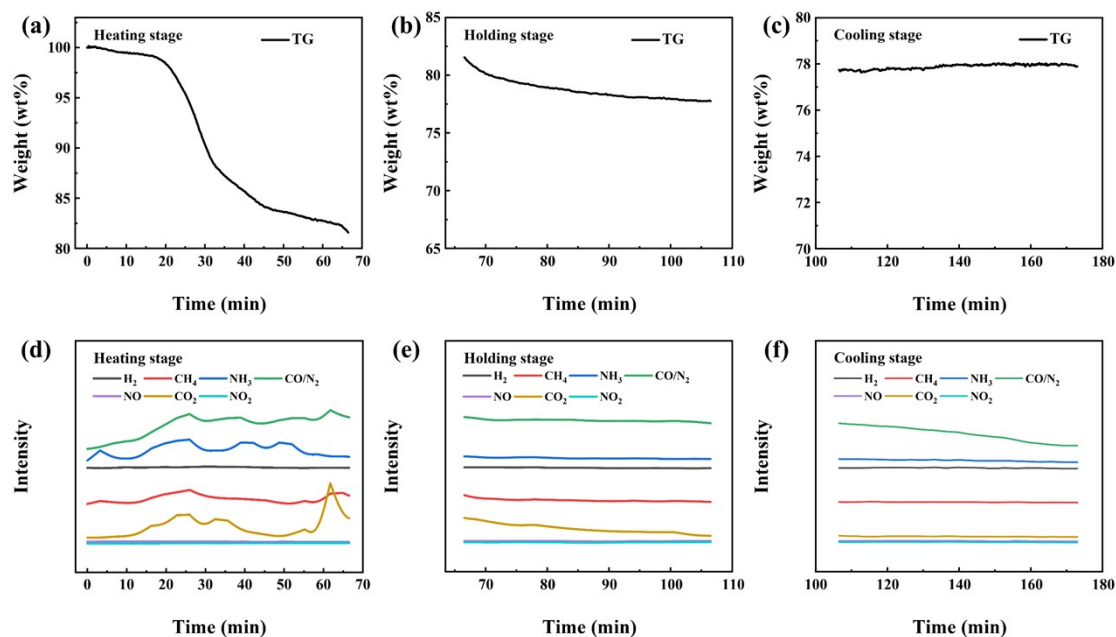 (a)
Heating stage
TG
100
95
90
85
80
0 10 20 30 40 50 60 70
Weight (wt%)
Time (min)
(b)
Holding stage
TG
85
80
75
70
65
70 80 90 100 110
Weight (wt%)
Time (min)
(c)
Cooling stage
TG
80
78
76
74
72
70
100 120 140 160 180
Weight (wt%)
Time (min)
(d)
Heating stage
H₂ CH₄ NH₃ CO/N₂
NO CO₂ NO₂
0 10 20 30 40 50 60 70
Intensity
Time (min)
(e)
Holding stage
H₂ CH₄ NH₃ CO/N₂
NO CO₂ NO₂
70 80 90 100 110
Intensity
Time (min)
(f)
Cooling stage
H₂ CH₄ NH₃ CO/N₂
NO CO₂ NO₂
100 120 140 160 180
Intensity
Time (min)